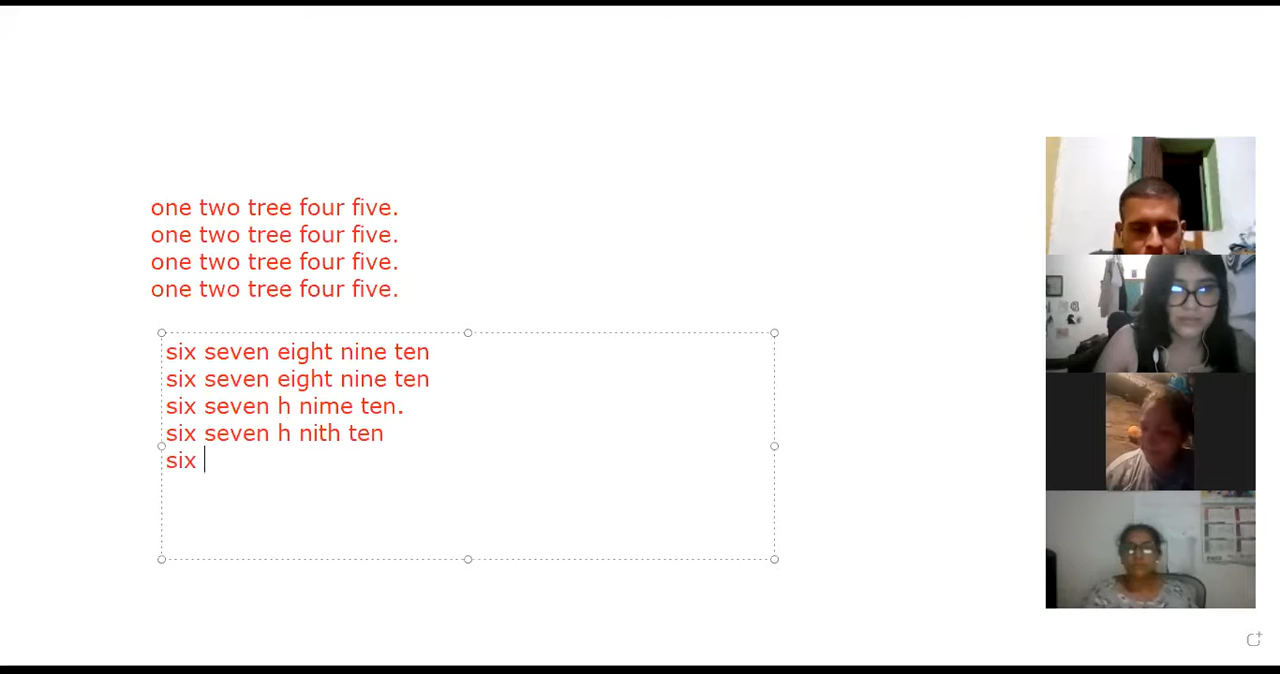 one two tree four five.
one two tree four five.
one two tree four five.
one two tree four five.
six seven eight nine ten
six seven eight nine ten
six seven h nime ten.
six seven h nith ten
six